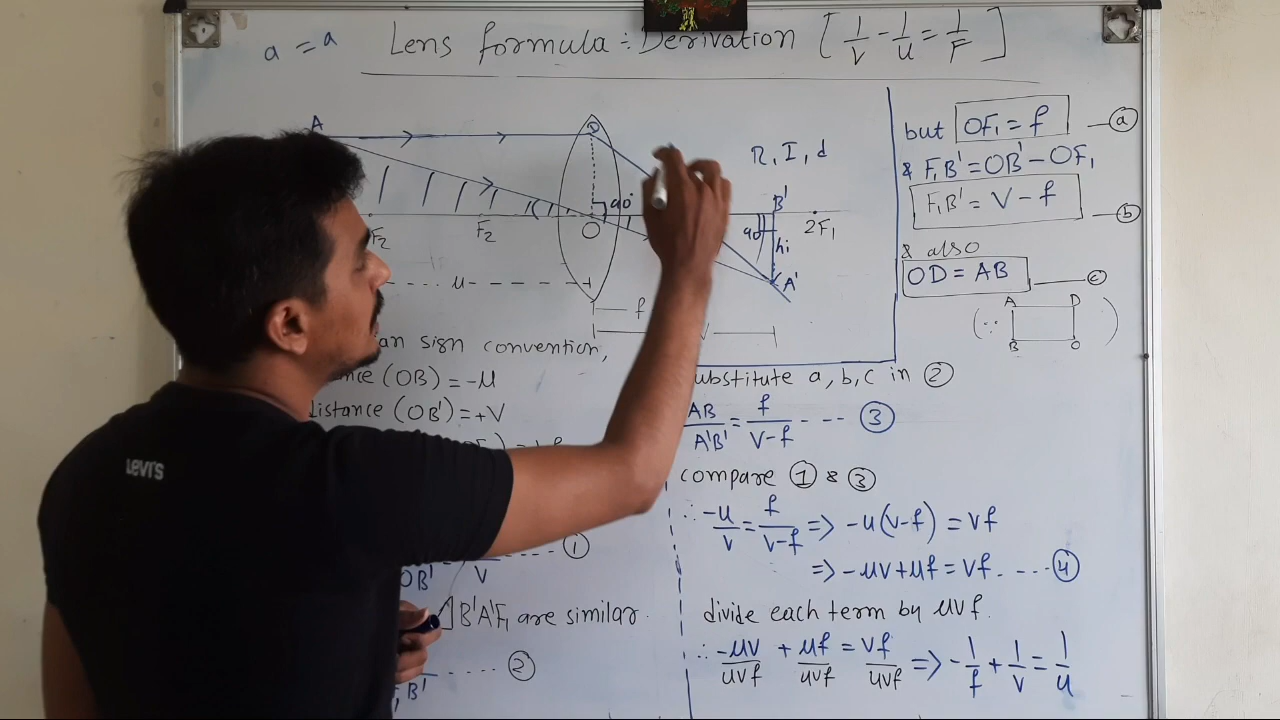 a = a
Lens formula:- Derivation [ 1/v - 1/u = 1/F ]
A
D
90°
O
F₂
F₂
B'
2F₁
90
hi
A'
R, I, d
u
f
V
but OF₁ = f ⓐ
& F₁B' = OB' - OF₁
F₁B' = V - f ⓑ
& also
OD = AB ⓒ
(∵ A D B O )
an sign convention,
(OB) = -u
distance (OB') = +V
①
OB' V
B'A'F₁ are similar.
F₁B' ---- ②
substitute a, b, c in ②
AB/A'B' = f/V-f ---- ③
compare ① & ③
∴ -u/v = f/v-f => -u(v-f) = vf
=> -uv+uf = vf. ---- ④
divide each term by uvf.
∴ -uv/uvf + uf/uvf = vf/uvf => -1/f + 1/v = 1/u
LEVI'S